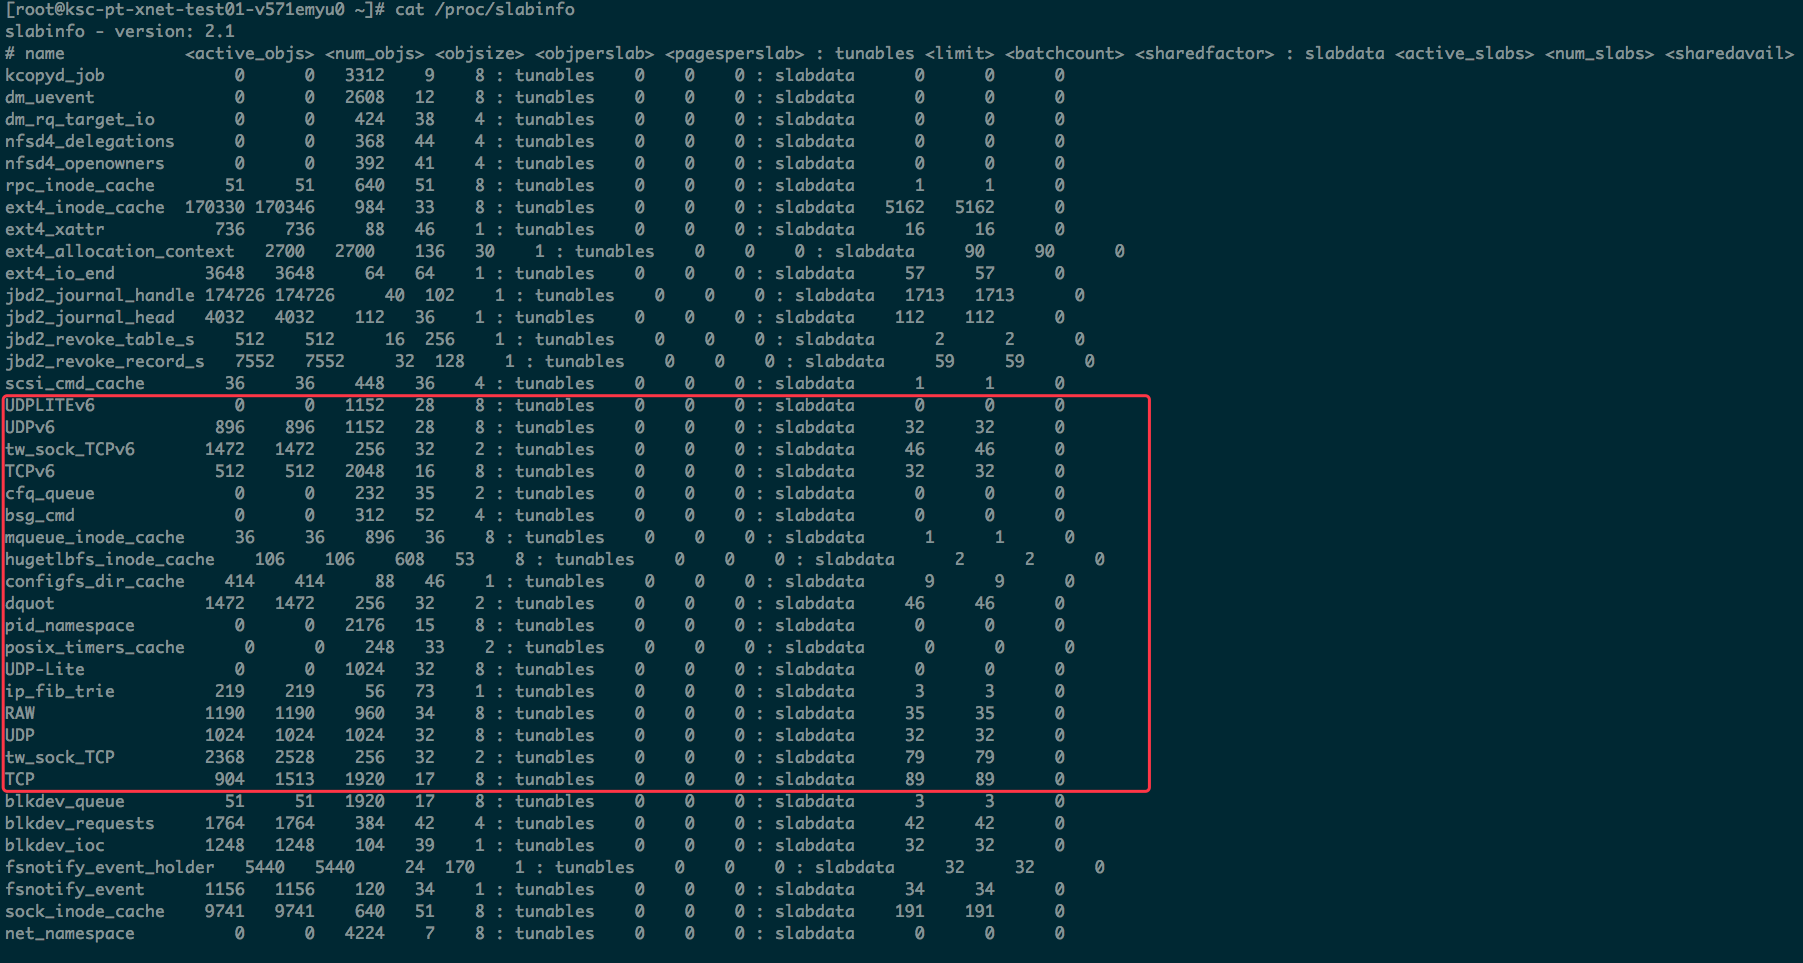 [root@ksc-pt-xnet-test01-v571emyu0 ~]# cat /proc/slabinfo
slabinfo - version: 2.1
# name            <active_objs> <num_objs> <objsize> <objperslab> <pagesperslab> : tunables <limit> <batchcount> <sharedfactor> : slabdata <active_slabs> <num_slabs> <sharedavail>
kcopyd_job             0      0   3312    9    8 : tunables    0    0    0 : slabdata      0      0      0
dm_uevent              0      0   2608   12    8 : tunables    0    0    0 : slabdata      0      0      0
dm_rq_target_io        0      0    424   38    4 : tunables    0    0    0 : slabdata      0      0      0
nfsd4_delegations      0      0    368   44    4 : tunables    0    0    0 : slabdata      0      0      0
nfsd4_openowners       0      0    392   41    4 : tunables    0    0    0 : slabdata      0      0      0
rpc_inode_cache       51     51    640   51    8 : tunables    0    0    0 : slabdata      1      1      0
ext4_inode_cache  170330 170346    984   33    8 : tunables    0    0    0 : slabdata   5162   5162      0
ext4_xattr           736    736     88   46    1 : tunables    0    0    0 : slabdata     16     16      0
ext4_allocation_context   2700   2700    136   30    1 : tunables    0    0    0 : slabdata     90     90      0
ext4_io_end         3648   3648     64   64    1 : tunables    0    0    0 : slabdata     57     57      0
jbd2_journal_handle 174726 174726     40  102    1 : tunables    0    0    0 : slabdata   1713   1713      0
jbd2_journal_head   4032   4032    112   36    1 : tunables    0    0    0 : slabdata    112    112      0
jbd2_revoke_table_s    512    512     16  256    1 : tunables    0    0    0 : slabdata      2      2      0
jbd2_revoke_record_s   7552   7552     32  128    1 : tunables    0    0    0 : slabdata     59     59      0
scsi_cmd_cache        36     36    448   36    4 : tunables    0    0    0 : slabdata      1      1      0
UDPLITEv6              0      0   1152   28    8 : tunables    0    0    0 : slabdata      0      0      0
UDPv6                896    896   1152   28    8 : tunables    0    0    0 : slabdata     32     32      0
tw_sock_TCPv6       1472   1472    256   32    2 : tunables    0    0    0 : slabdata     46     46      0
TCPv6                512    512   2048   16    8 : tunables    0    0    0 : slabdata     32     32      0
cfq_queue              0      0    232   35    2 : tunables    0    0    0 : slabdata      0      0      0
bsg_cmd                0      0    312   52    4 : tunables    0    0    0 : slabdata      0      0      0
mqueue_inode_cache     36     36    896   36    8 : tunables    0    0    0 : slabdata      1      1      0
hugetlbfs_inode_cache    106    106    608   53    8 : tunables    0    0    0 : slabdata      2      2      0
configfs_dir_cache    414    414     88   46    1 : tunables    0    0    0 : slabdata      9      9      0
dquot               1472   1472    256   32    2 : tunables    0    0    0 : slabdata     46     46      0
pid_namespace          0      0   2176   15    8 : tunables    0    0    0 : slabdata      0      0      0
posix_timers_cache      0      0    248   33    2 : tunables    0    0    0 : slabdata      0      0      0
UDP-Lite               0      0   1024   32    8 : tunables    0    0    0 : slabdata      0      0      0
ip_fib_trie          219    219     56   73    1 : tunables    0    0    0 : slabdata      3      3      0
RAW                 1190   1190    960   34    8 : tunables    0    0    0 : slabdata     35     35      0
UDP                 1024   1024   1024   32    8 : tunables    0    0    0 : slabdata     32     32      0
tw_sock_TCP         2368   2528    256   32    2 : tunables    0    0    0 : slabdata     79     79      0
TCP                  904   1513   1920   17    8 : tunables    0    0    0 : slabdata     89     89      0
blkdev_queue          51     51   1920   17    8 : tunables    0    0    0 : slabdata      3      3      0
blkdev_requests     1764   1764    384   42    4 : tunables    0    0    0 : slabdata     42     42      0
blkdev_ioc          1248   1248    104   39    1 : tunables    0    0    0 : slabdata     32     32      0
fsnotify_event_holder   5440   5440     24  170    1 : tunables    0    0    0 : slabdata     32     32      0
fsnotify_event      1156   1156    120   34    1 : tunables    0    0    0 : slabdata     34     34      0
sock_inode_cache    9741   9741    640   51    8 : tunables    0    0    0 : slabdata    191    191      0
net_namespace          0      0   4224    7    8 : tunables    0    0    0 : slabdata      0      0      0